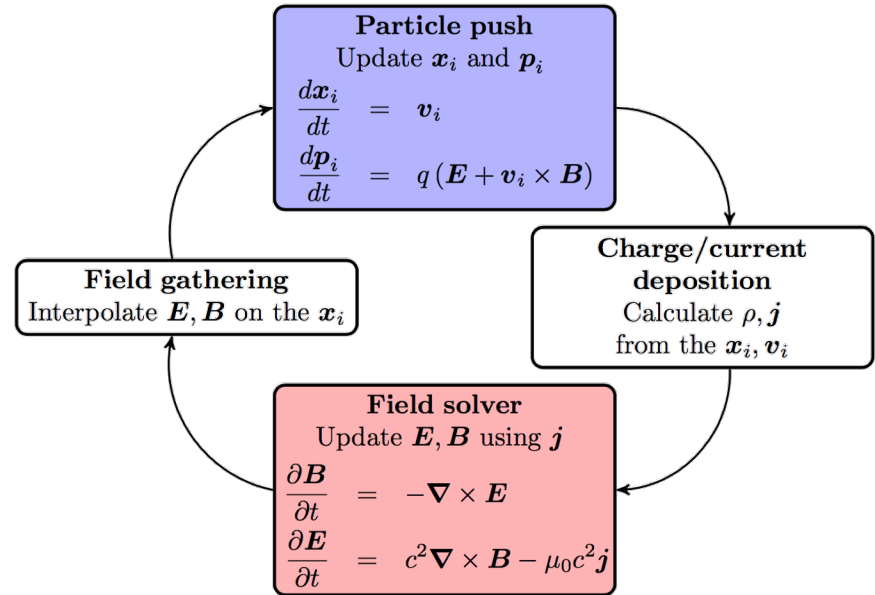 Particle push
Update 𝒙ᵢ and 𝒑ᵢ
d𝒙ᵢ/dt = 𝒗ᵢ
d𝒑ᵢ/dt = q (𝑬 + 𝒗ᵢ × 𝑩)
Charge/current
deposition
Calculate ρ, 𝒋
from the 𝒙ᵢ, 𝒗ᵢ
Field solver
Update 𝑬, 𝑩 using 𝒋
∂𝑩/∂t = −𝛁 × 𝑬
∂𝑬/∂t = c²𝛁 × 𝑩 − μ₀c²𝒋
Field gathering
Interpolate 𝑬, 𝑩 on the 𝒙ᵢ